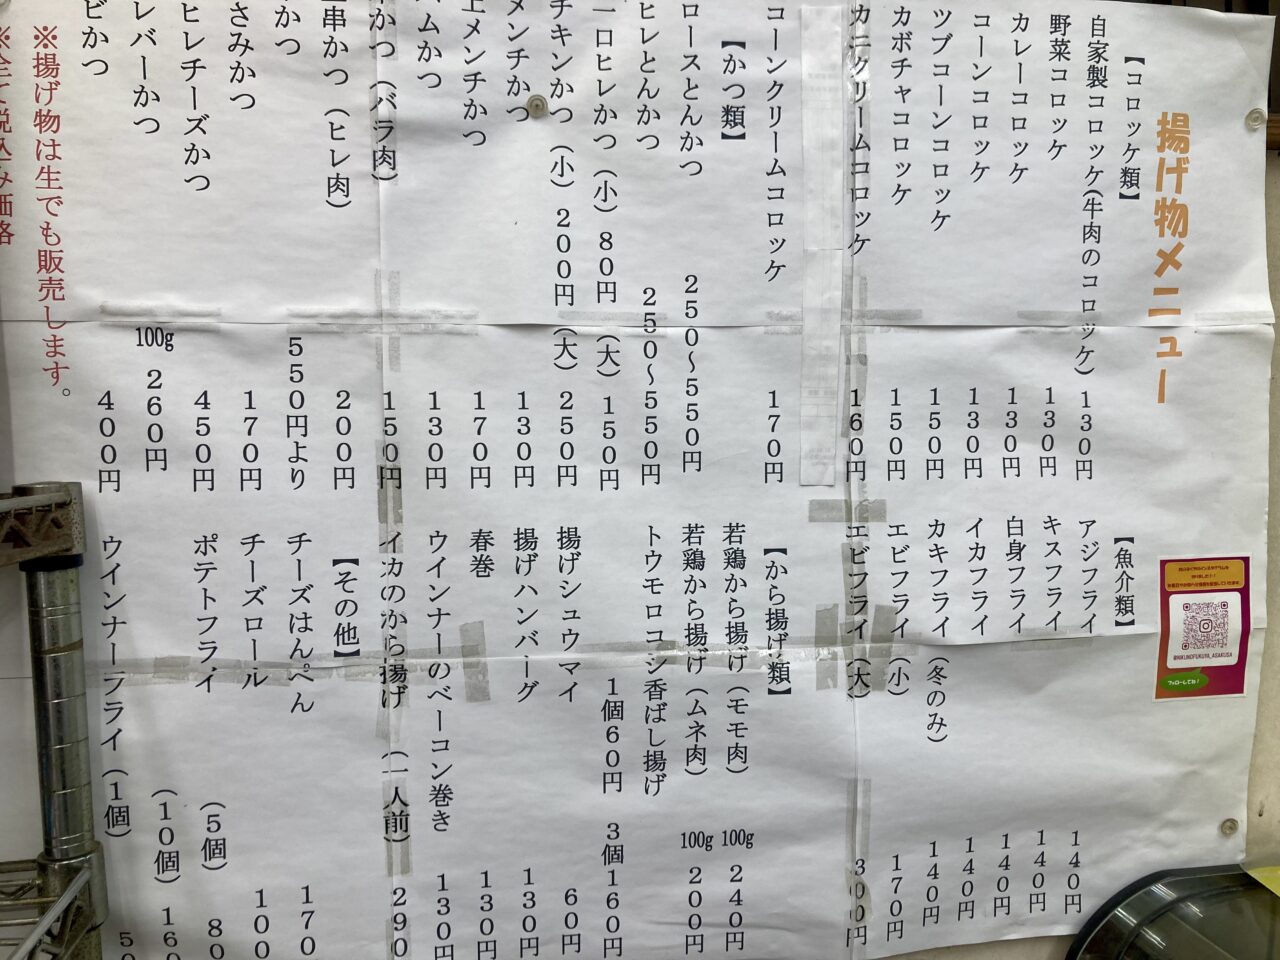 揚げ物メニュー
【コロッケ類】
自家製コロッケ(牛肉のコロッケ) 130円
野菜コロッケ 130円
カレーコロッケ 130円
コーンコロッケ 130円
カボチャコロッケ 150円
ツブコーンコロッケ 150円
カニクリームコロッケ 160円
コーンクリームコロッケ 170円
【かつ類】
ロースとんかつ 250～550円
ヒレとんかつ 250～550円
一口ヒレかつ(小)80円(大)150円
チキンかつ(小)200円(大)250円
メンチかつ 130円
上メンチかつ 170円
ムかつ 130円
かつ(バラ肉) 150円
串かつ(ヒレ肉) 200円
かつ 550円より
さみかつ 170円
ヒレチーズかつ 450円
レバーかつ 100g 260円
ビかつ 400円
※揚げ物は生でも販売します。
※全て税込み価格
【魚介類】
アジフライ 140円
キスフライ 140円
白身フライ 140円
イカフライ 140円
カキフライ(冬のみ) 140円
エビフライ(小) 170円
エビフライ(大) 300円
【から揚げ類】
若鶏から揚げ(モモ肉) 100g 240円
若鶏から揚げ(ムネ肉) 100g 200円
トウモロコシ香ばし揚げ
1個60円 3個160円
揚げシュウマイ 60円
揚げハンバーグ 130円
春巻 130円
ウインナーのベーコン巻き 130円
イカのから揚げ(一人前) 290
【その他】
チーズはんぺん 170
チーズロール 100
ポテトフライ(5個) 80
(10個) 160
ウインナーフライ(1個) 50
@NIKUNOFUKUYA_ASAKUSA
フォローしてね!